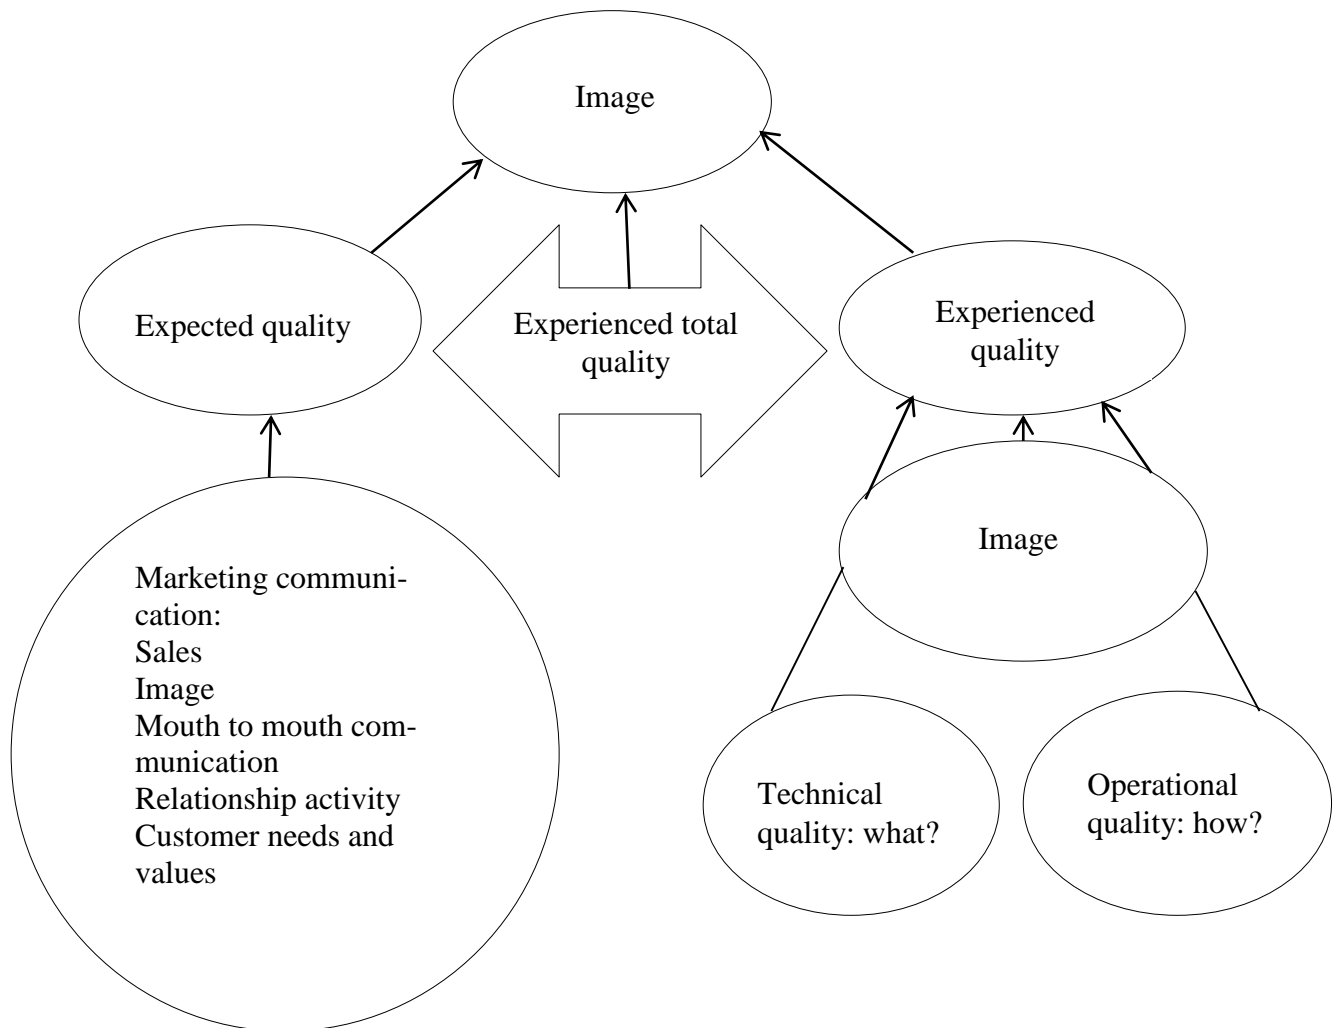 Image
Expected quality
Experienced total
quality
Experienced
quality
Image
Marketing communi-
cation:
Sales
Image
Mouth to mouth com-
munication
Relationship activity
Customer needs and
values
Technical
quality: what?
Operational
quality: how?